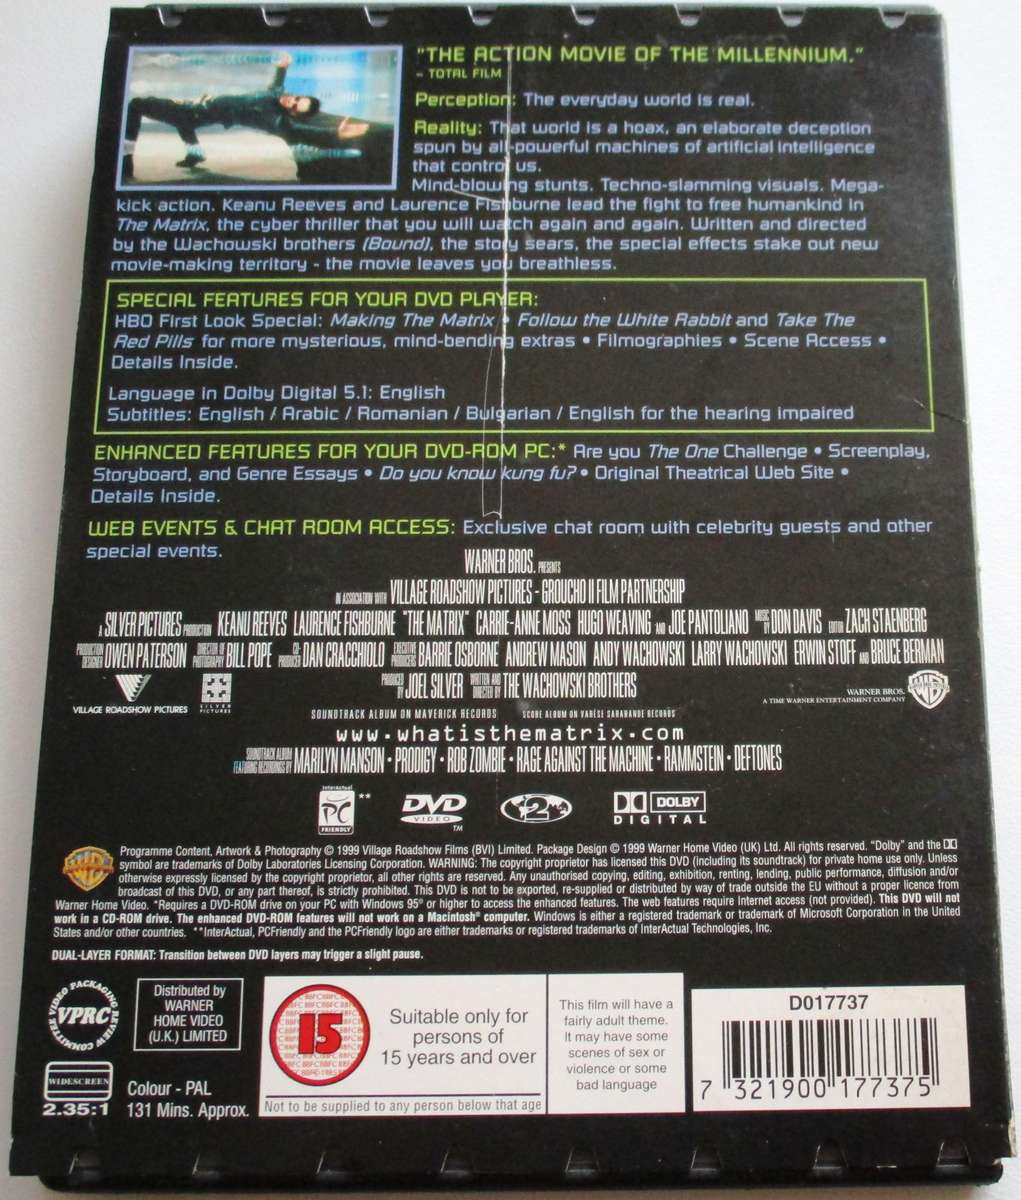 "THE ACTION MOVIE OF THE MILLENNIUM."
- TOTAL FILM
Perception: The everyday world is real.
Reality: That world is a hoax, an elaborate deception
spun by all-powerful machines of artificial intelligence
that control us.
Mind-blowing stunts. Techno-slamming visuals. Mega-
kick action. Keanu Reeves and Laurence Fishburne lead the fight to free humankind in
The Matrix, the cyber thriller that you will watch again and again. Written and directed
by the Wachowski brothers (Bound), the story sears, the special effects stake out new
movie-making territory - the movie leaves you breathless.
SPECIAL FEATURES FOR YOUR DVD PLAYER:
HBO First Look Special: Making The Matrix • Follow the White Rabbit and Take The
Red Pills for more mysterious, mind-bending extras • Filmographies • Scene Access •
Details Inside.
Language in Dolby Digital 5.1: English
Subtitles: English / Arabic / Romanian / Bulgarian / English for the hearing impaired
ENHANCED FEATURES FOR YOUR DVD-ROM PC:* Are you The One Challenge • Screenplay,
Storyboard, and Genre Essays • Do you know kung fu? • Original Theatrical Web Site •
Details Inside.
WEB EVENTS & CHAT ROOM ACCESS: Exclusive chat room with celebrity guests and other
special events.
WARNER BROS. PRESENTS
IN ASSOCIATION WITH VILLAGE ROADSHOW PICTURES - GROUCHO II FILM PARTNERSHIP
A SILVER PICTURES PRODUCTION KEANU REEVES LAURENCE FISHBURNE "THE MATRIX" CARRIE-ANNE MOSS HUGO WEAVING AND JOE PANTOLIANO MUSIC BY DON DAVIS EDITOR ZACH STAENBERG
PRODUCTION DESIGNER OWEN PATERSON DIRECTOR OF PHOTOGRAPHY BILL POPE CO-PRODUCER DAN CRACCHIOLO EXECUTIVE PRODUCERS BARRIE OSBORNE ANDREW MASON ANDY WACHOWSKI LARRY WACHOWSKI ERWIN STOFF AND BRUCE BERMAN
PRODUCED BY JOEL SILVER WRITTEN AND DIRECTED BY THE WACHOWSKI BROTHERS
VILLAGE ROADSHOW PICTURES
SILVER PICTURES
WARNER BROS.
A TIME WARNER ENTERTAINMENT COMPANY
SOUNDTRACK ALBUM ON MAVERICK RECORDS SCORE ALBUM ON VARÈSE SARABANDE RECORDS
www.whatisthematrix.com
SOUNDTRACK ALBUM FEATURING RECORDINGS BY MARILYN MANSON • PRODIGY • ROB ZOMBIE • RAGE AGAINST THE MACHINE • RAMMSTEIN • DEFTONES
InterActual PC FRIENDLY **
DVD VIDEO TM
2
DOLBY DIGITAL
Programme Content, Artwork & Photography © 1999 Village Roadshow Films (BVI) Limited. Package Design © 1999 Warner Home Video (UK) Ltd. All rights reserved. "Dolby" and the DD
symbol are trademarks of Dolby Laboratories Licensing Corporation. WARNING: The copyright proprietor has licensed this DVD (including its soundtrack) for private home use only. Unless
otherwise expressly licensed by the copyright proprietor, all other rights are reserved. Any unauthorised copying, editing, exhibition, renting, lending, public performance, diffusion and/or
broadcast of this DVD, or any part thereof, is strictly prohibited. This DVD is not to be exported, re-supplied or distributed by way of trade outside the EU without a proper licence from
Warner Home Video. *Requires a DVD-ROM drive on your PC with Windows 95® or higher to access the enhanced features. The web features require Internet access (not provided). This DVD will not
work in a CD-ROM drive. The enhanced DVD-ROM features will not work on a Macintosh® computer. Windows is either a registered trademark or trademark of Microsoft Corporation in the United
States and/or other countries. **InterActual, PCFriendly and the PCFriendly logo are either trademarks or registered trademarks of InterActual Technologies, Inc.
DUAL-LAYER FORMAT: Transition between DVD layers may trigger a slight pause.
VIDEO PACKAGING REVIEW COMMITTEE
VPRC
Distributed by
WARNER
HOME VIDEO
(U.K.) LIMITED
15
Suitable only for
persons of
15 years and over
Not to be supplied to any person below that age
This film will have a
fairly adult theme.
It may have some
scenes of sex or
violence or some
bad language
D017737
7 321900 177375
WIDESCREEN
2.35:1
Colour - PAL
131 Mins. Approx.